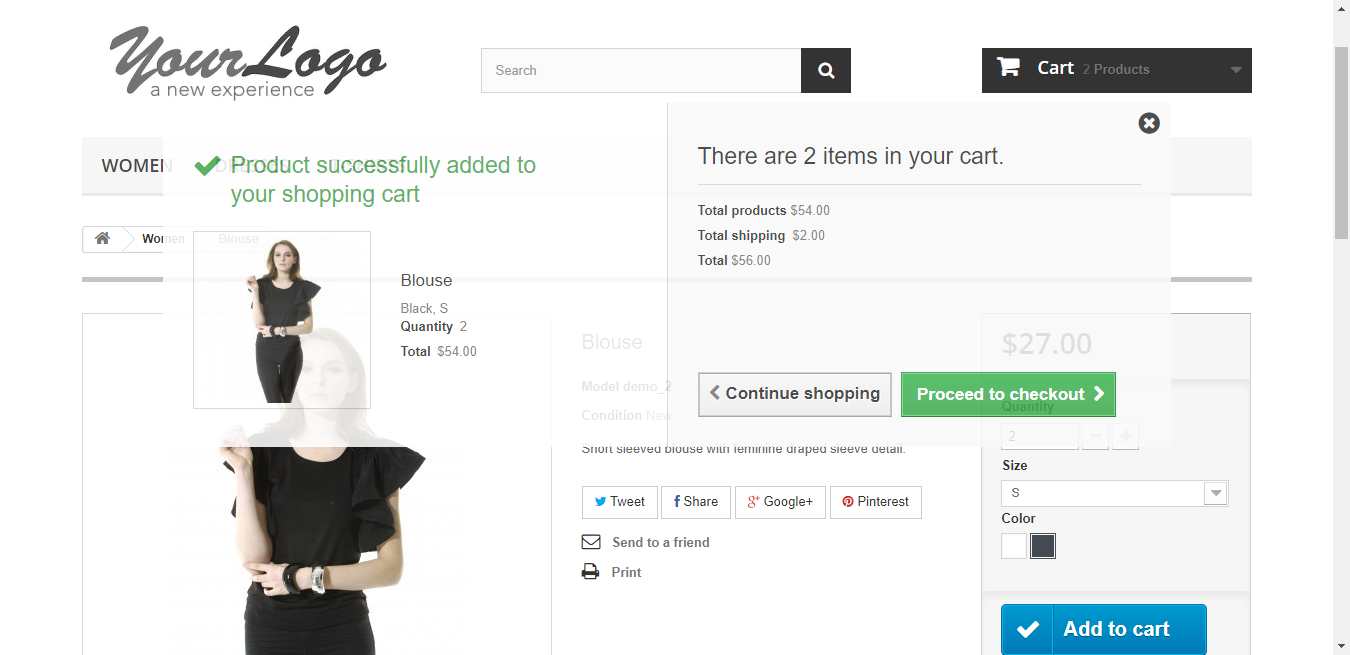 YourLogo
a new experience
Search
Cart 2 Products
WOMEN
DRESSES
Product successfully added to
your shopping cart
There are 2 items in your cart.
Total products $54.00
Total shipping $2.00
Total $56.00
Women
Blouse
Blouse
Black, S
Quantity 2
Total $54.00
Continue shopping
Proceed to checkout
Blouse
Model demo_2
Condition New
Short sleeved blouse with feminine draped sleeve detail.
Tweet
Share
Google+
Pinterest
Send to a friend
Print
$27.00
Quantity
2
Size
S
Color
Add to cart